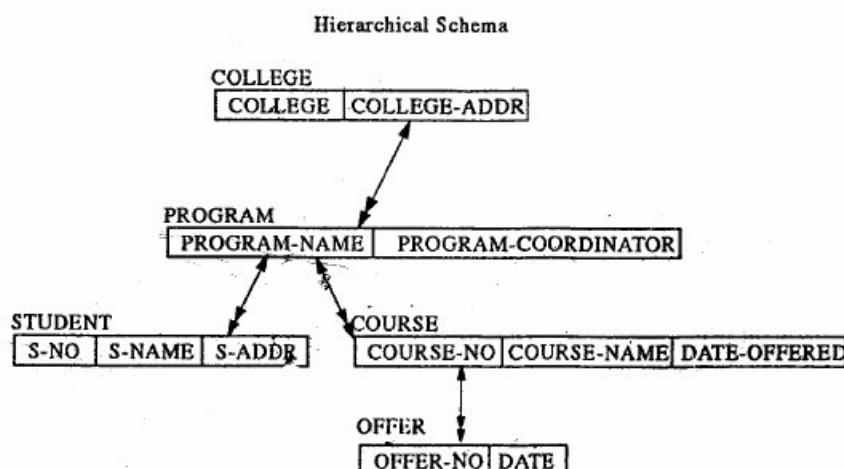 Hierarchical Schema
COLLEGE
COLLEGE COLLEGE-ADDR
PROGRAM
PROGRAM-NAME PROGRAM-COORDINATOR
STUDENT
S-NO S-NAME S-ADDR
COURSE
COURSE-NO COURSE-NAME DATE-OFFERED
OFFER
OFFER-NO DATE